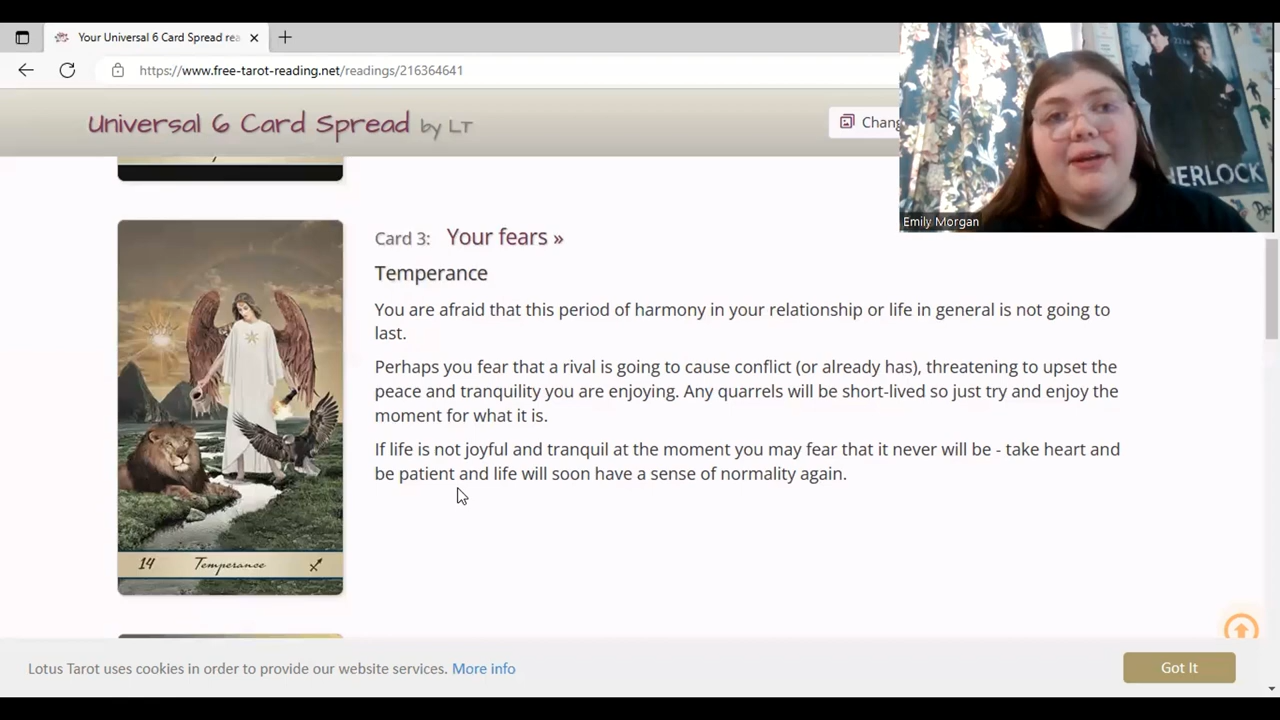 Your Universal 6 Card Spread rea
https://www.free-tarot-reading.net/readings/216364641
Universal 6 Card Spread by LT
Chang
SHERLOCK
Emily Morgan
Card 3: Your fears »
Temperance
You are afraid that this period of harmony in your relationship or life in general is not going to
last.
Perhaps you fear that a rival is going to cause conflict (or already has), threatening to upset the
peace and tranquility you are enjoying. Any quarrels will be short-lived so just try and enjoy the
moment for what it is.
If life is not joyful and tranquil at the moment you may fear that it never will be - take heart and
be patient and life will soon have a sense of normality again.
14 Temperance
Lotus Tarot uses cookies in order to provide our website services. More info
Got It